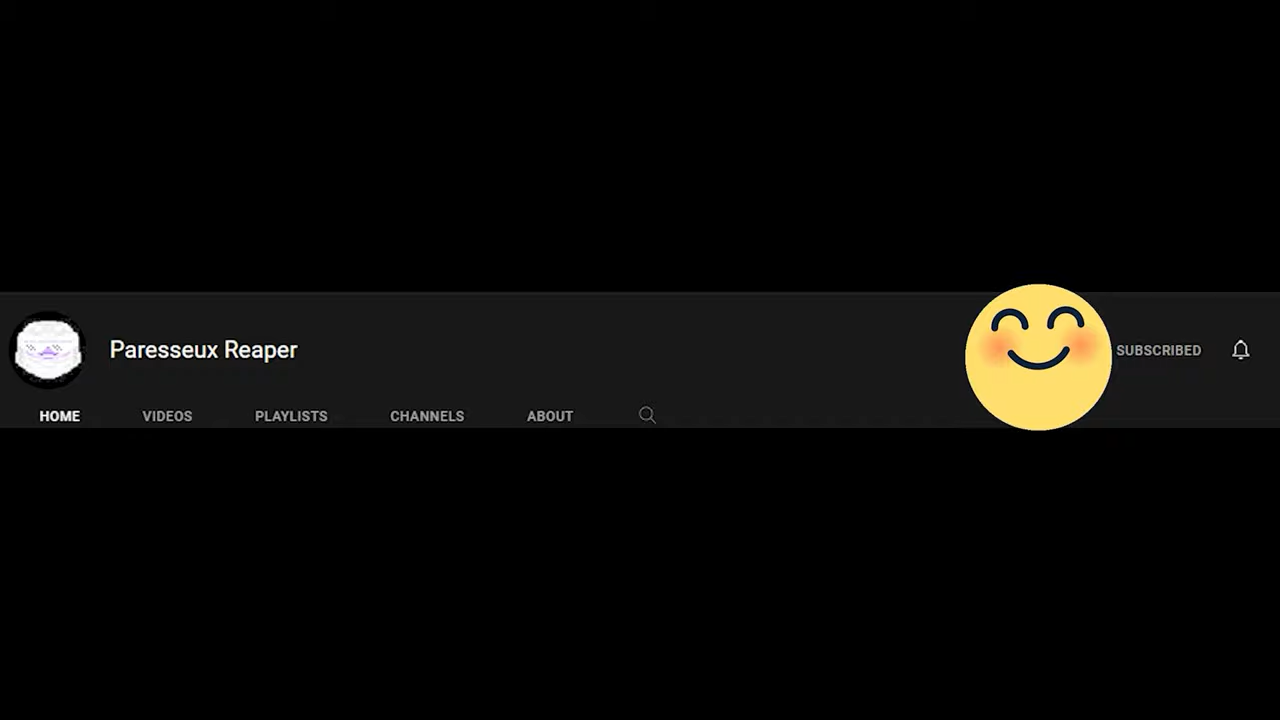 Paresseux Reaper
SUBSCRIBED
HOME VIDEOS PLAYLISTS CHANNELS ABOUT